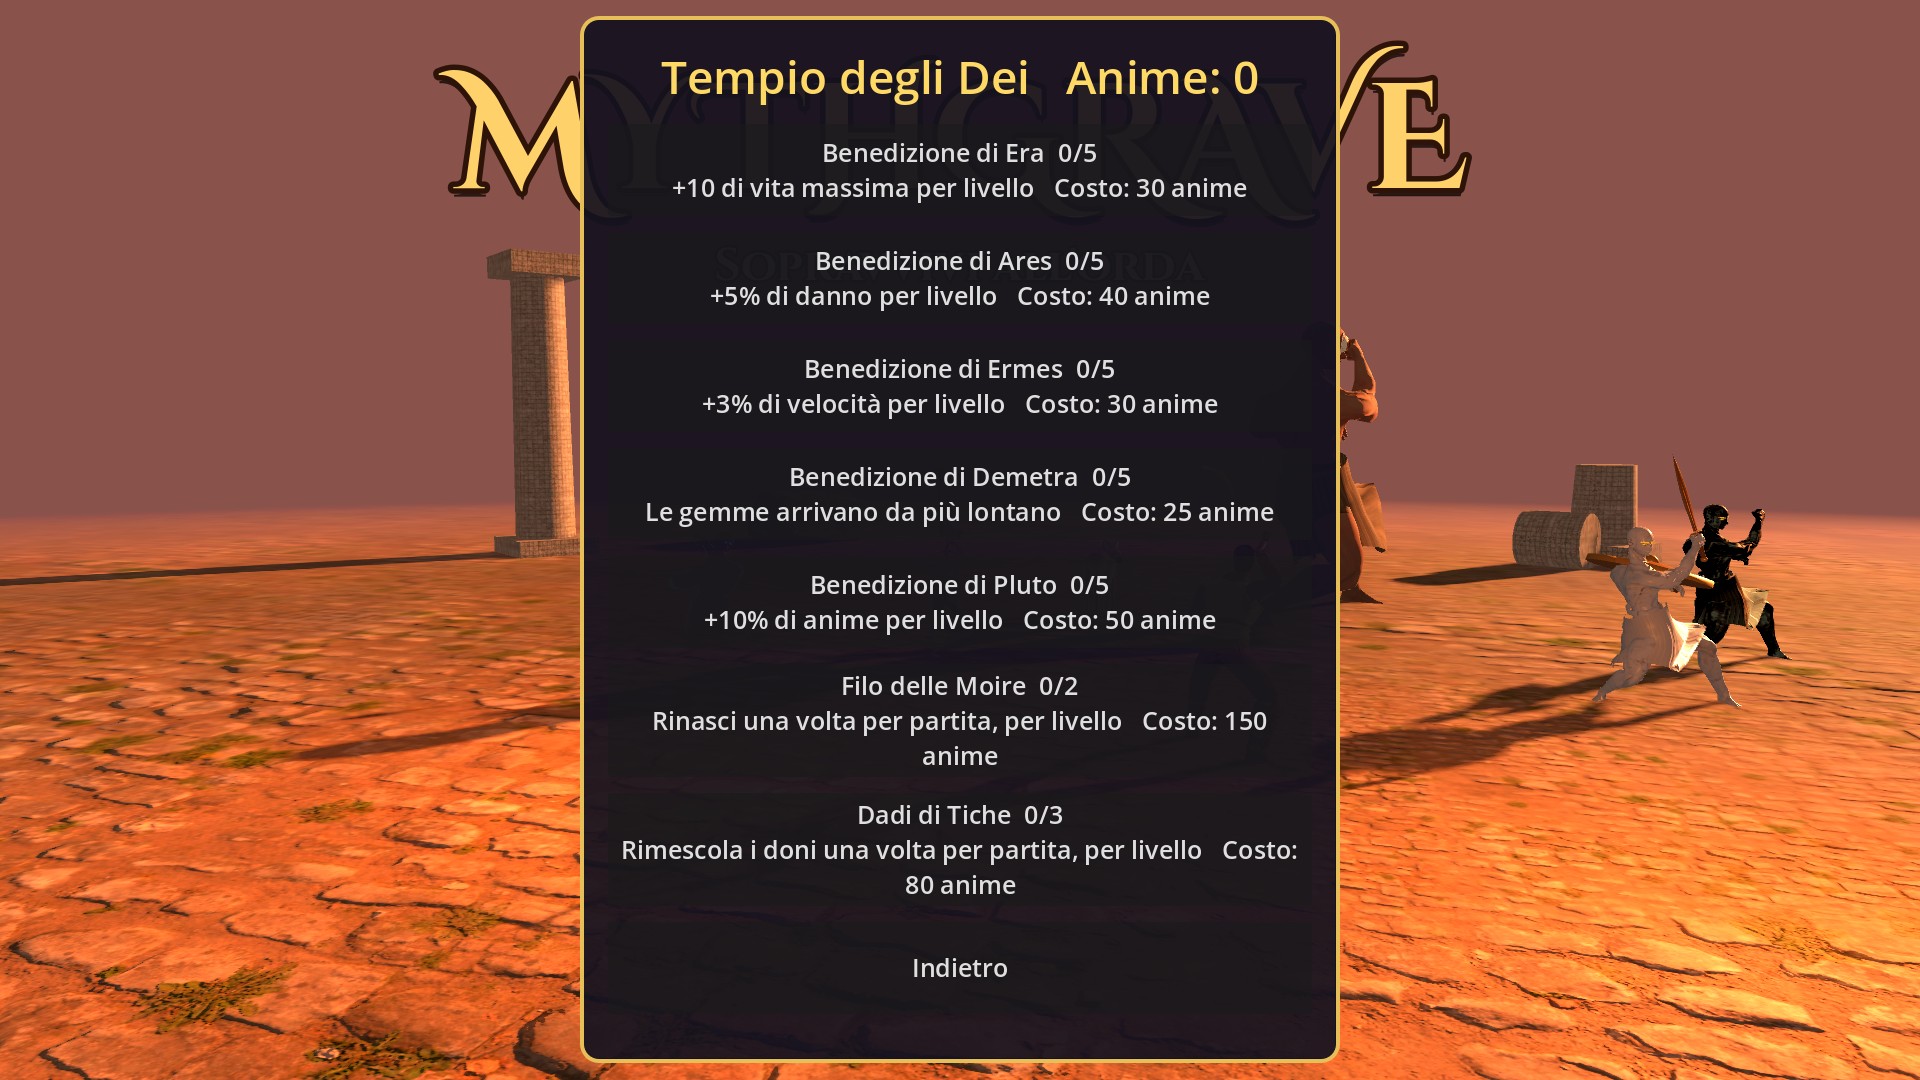 MYTHGRAVE
Tempio degli Dei Anime: 0
Benedizione di Era 0/5
+10 di vita massima per livello Costo: 30 anime
Benedizione di Ares 0/5
+5% di danno per livello Costo: 40 anime
Benedizione di Ermes 0/5
+3% di velocità per livello Costo: 30 anime
Benedizione di Demetra 0/5
Le gemme arrivano da più lontano Costo: 25 anime
Benedizione di Pluto 0/5
+10% di anime per livello Costo: 50 anime
Filo delle Moire 0/2
Rinasci una volta per partita, per livello Costo: 150
anime
Dadi di Tiche 0/3
Rimescola i doni una volta per partita, per livello Costo:
80 anime
Indietro